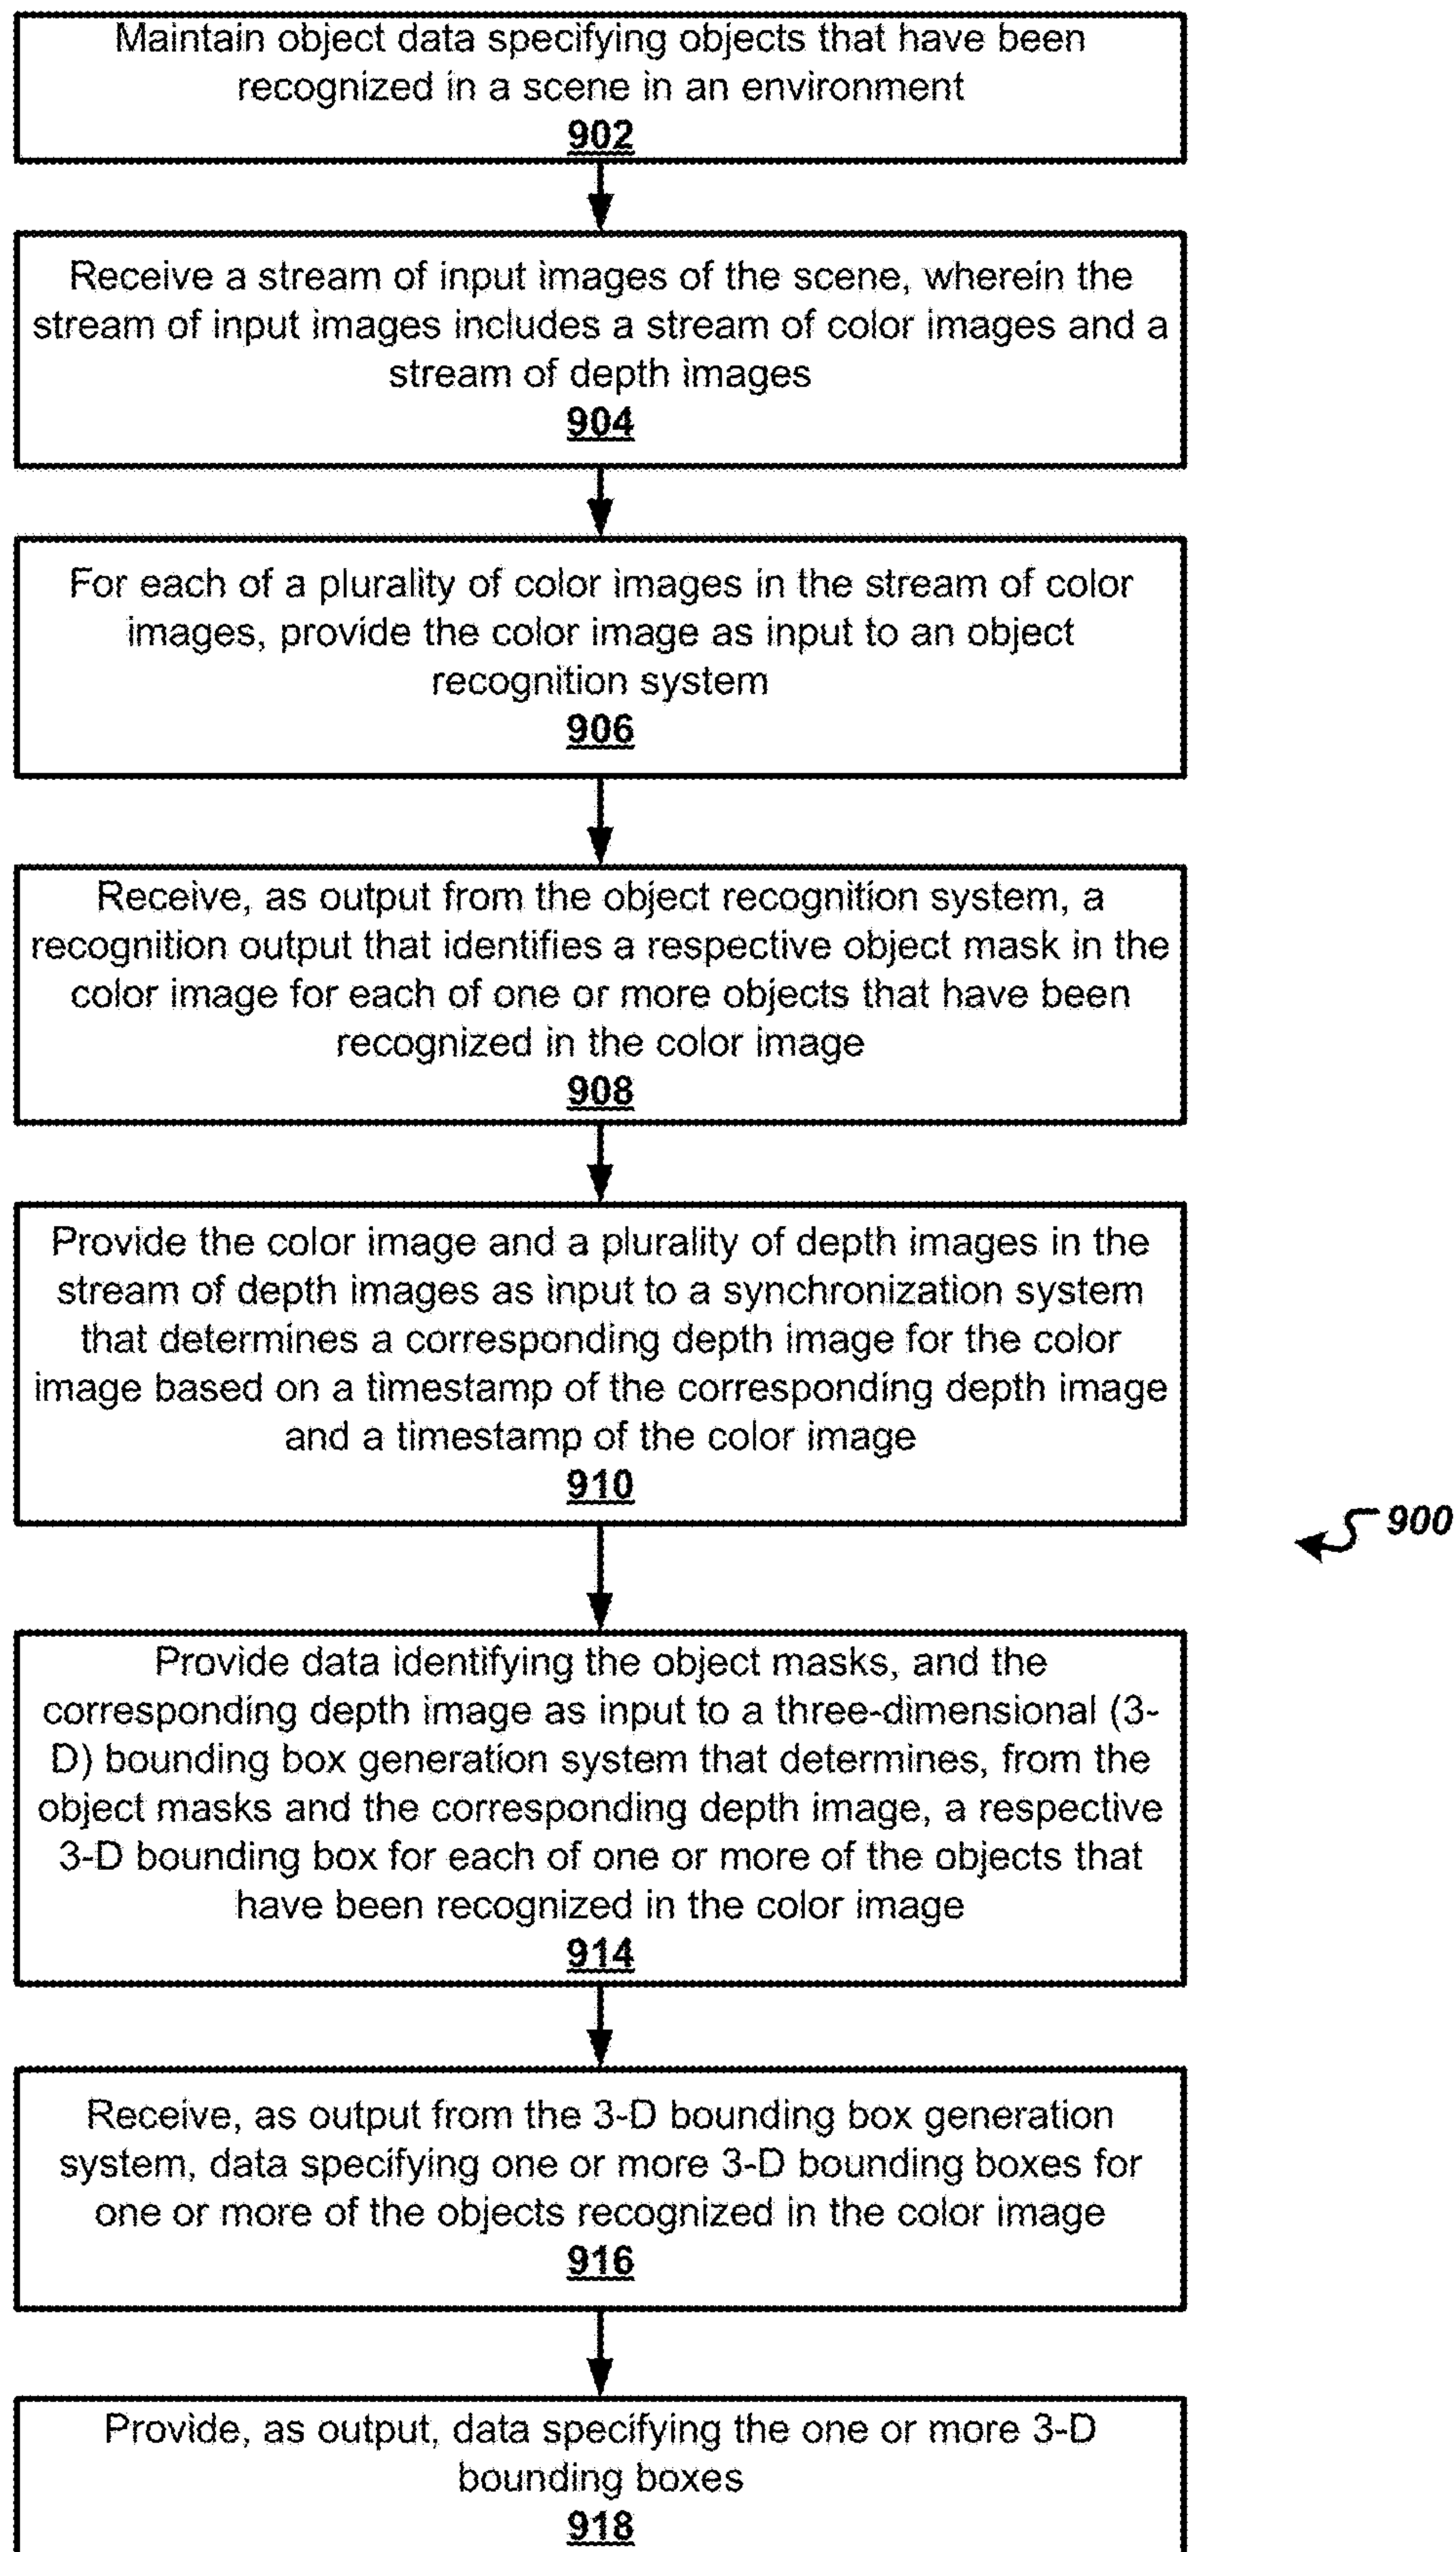 Maintain object data specifying objects that have been
recognized in a scene in an environment
902
Receive a stream of input images of the scene, wherein the
stream of input images includes a stream of color images and a
stream of depth images
904
For each of a plurality of color images in the stream of color
images, provide the color image as input to an object
recognition system
906
Receive, as output from the object recognition system, a
recognition output that identifies a respective object mask in the
color image for each of one or more objects that have been
recognized in the color image
908
Provide the color image and a plurality of depth images in the
stream of depth images as input to a synchronization system
that determines a corresponding depth image for the color
image based on a timestamp of the corresponding depth image
and a timestamp of the color image
910
900
Provide data identifying the object masks, and the
corresponding depth image as input to a three-dimensional (3-
D) bounding box generation system that determines, from the
object masks and the corresponding depth image, a respective
3-D bounding box for each of one or more of the objects that
have been recognized in the color image
914
Receive, as output from the 3-D bounding box generation
system, data specifying one or more 3-D bounding boxes for
one or more of the objects recognized in the color image
916
Provide, as output, data specifying the one or more 3-D
bounding boxes
918